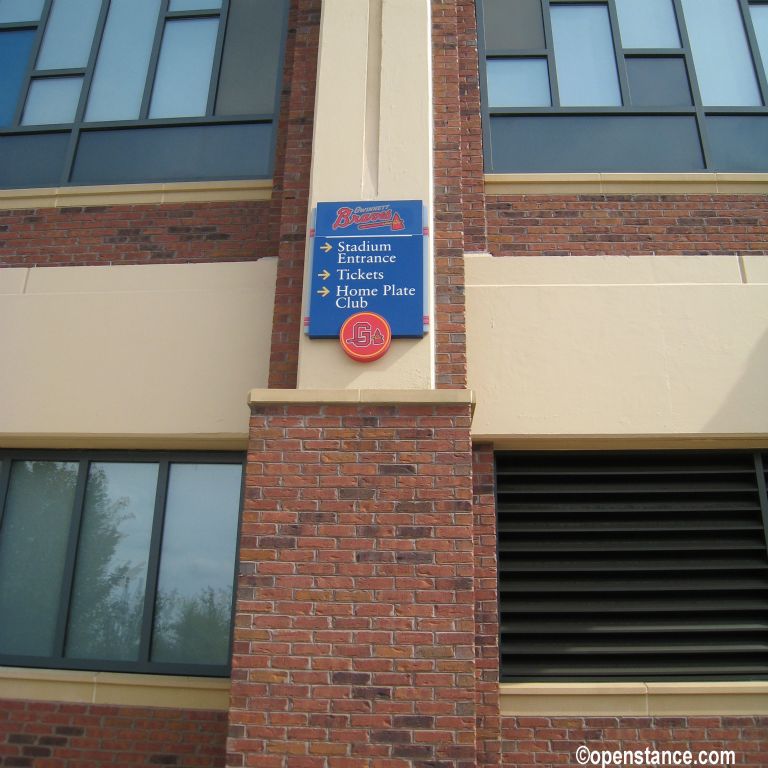 GWINNETT
Braves
→ Stadium
Entrance
→ Tickets
→ Home Plate
Club
G
©openstance.com